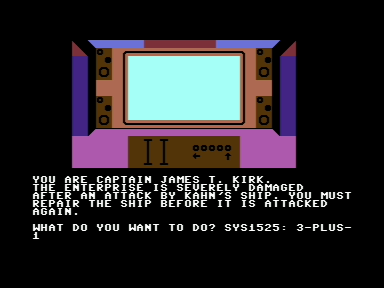 YOU ARE CAPTAIN JAMES T. KIRK.
THE ENTERPRISE IS SEVERELY DAMAGED
AFTER AN ATTACK BY KAHN'S SHIP. YOU MUST
REPAIR THE SHIP BEFORE IT IS ATTACKED
AGAIN.
WHAT DO YOU WANT TO DO? SYS1525: 3-PLUS-
1